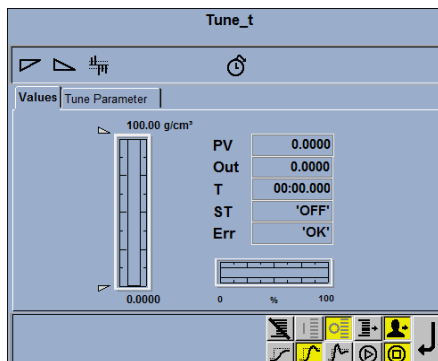 Tune_t
Values Tune Parameter
100.00 g/cm³
PV 0.0000
Out 0.0000
T 00:00.000
ST 'OFF'
Err 'OK'
0.0000
0 % 100